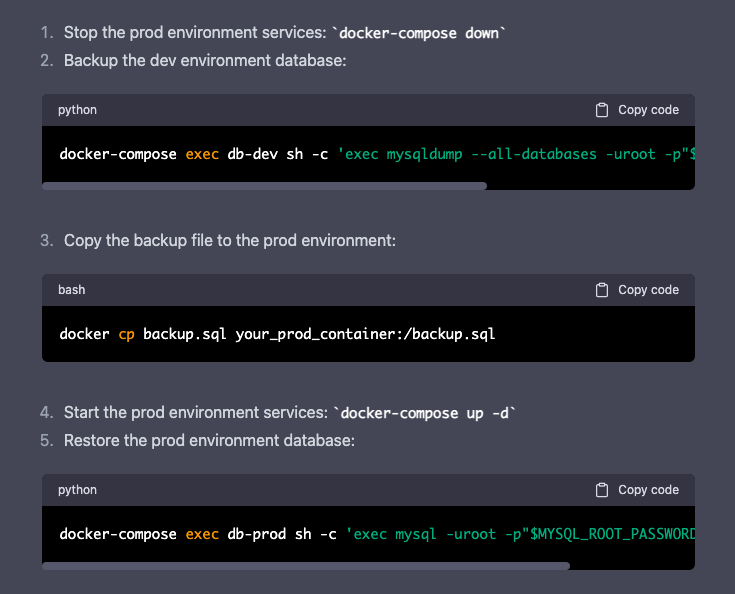 1. Stop the prod environment services: `docker-compose down`
2. Backup the dev environment database:
python Copy code
docker-compose exec db-dev sh -c 'exec mysqldump --all-databases -uroot -p"$
3. Copy the backup file to the prod environment:
bash Copy code
docker cp backup.sql your_prod_container:/backup.sql
4. Start the prod environment services: `docker-compose up -d`
5. Restore the prod environment database:
python Copy code
docker-compose exec db-prod sh -c 'exec mysql -uroot -p"$MYSQL_ROOT_PASSWORD